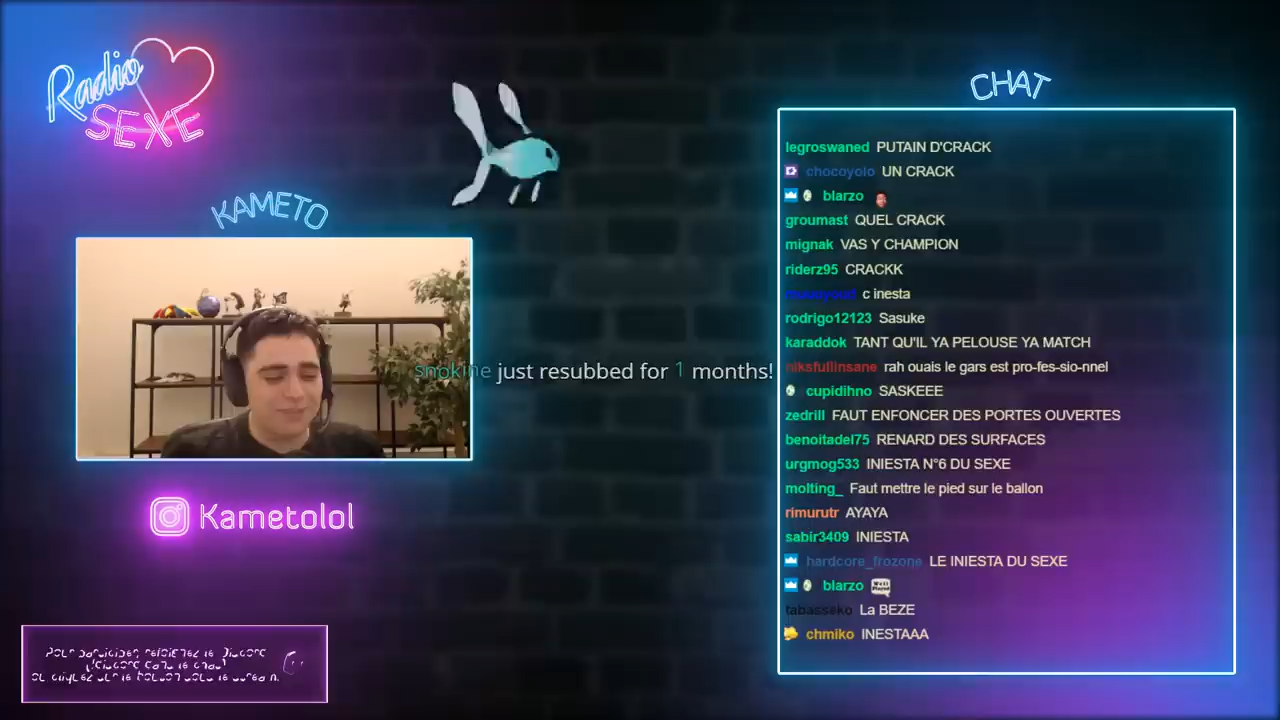 Radio
SEXE
KAMETO
snokine just resubbed for 1 months!
Kametolol
CHAT
legroswaned PUTAIN D'CRACK
chocoyolo UN CRACK
blarzo
groumast QUEL CRACK
mignak VAS Y CHAMPION
riderz95 CRACKK
c inesta
rodrigo12123 Sasuke
karaddok TANT QU'IL YA PELOUSE YA MATCH
niksfullinsane rah ouais le gars est pro-fes-sio-nnel
cupidihno SASKEEE
zedrill FAUT ENFONCER DES PORTES OUVERTES
benoitadel75 RENARD DES SURFACES
urgmog533 INIESTA N°6 DU SEXE
molting_ Faut mettre le pied sur le ballon
rimurutr AYAYA
sabir3409 INIESTA
hardcore_frozone LE INIESTA DU SEXE
blarzo
tabasseko La BEZE
chmiko INESTAAA